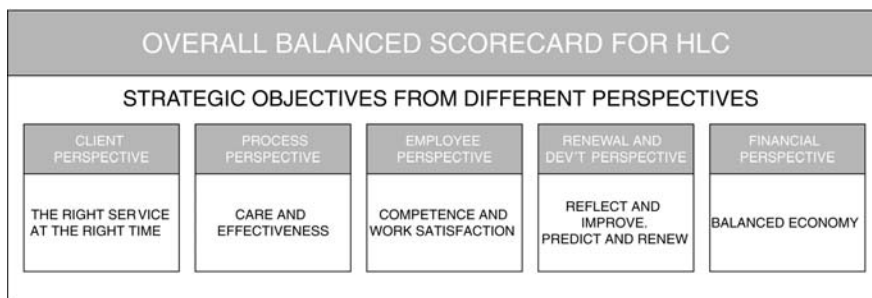 OVERALL BALANCED SCORECARD FOR HLC
STRATEGIC OBJECTIVES FROM DIFFERENT PERSPECTIVES
CLIENT
PERSPECTIVE
THE RIGHT SERVICE
AT THE RIGHT TIME
PROCESS
PERSPECTIVE
CARE AND
EFFECTIVENESS
EMPLOYEE
PERSPECTIVE
COMPETENCE AND
WORK SATISFACTION
RENEWAL AND
DEV'T PERSPECTIVE
REFLECT AND
IMPROVE.
PREDICT AND RENEW
FINANCIAL
PERSPECTIVE
BALANCED ECONOMY